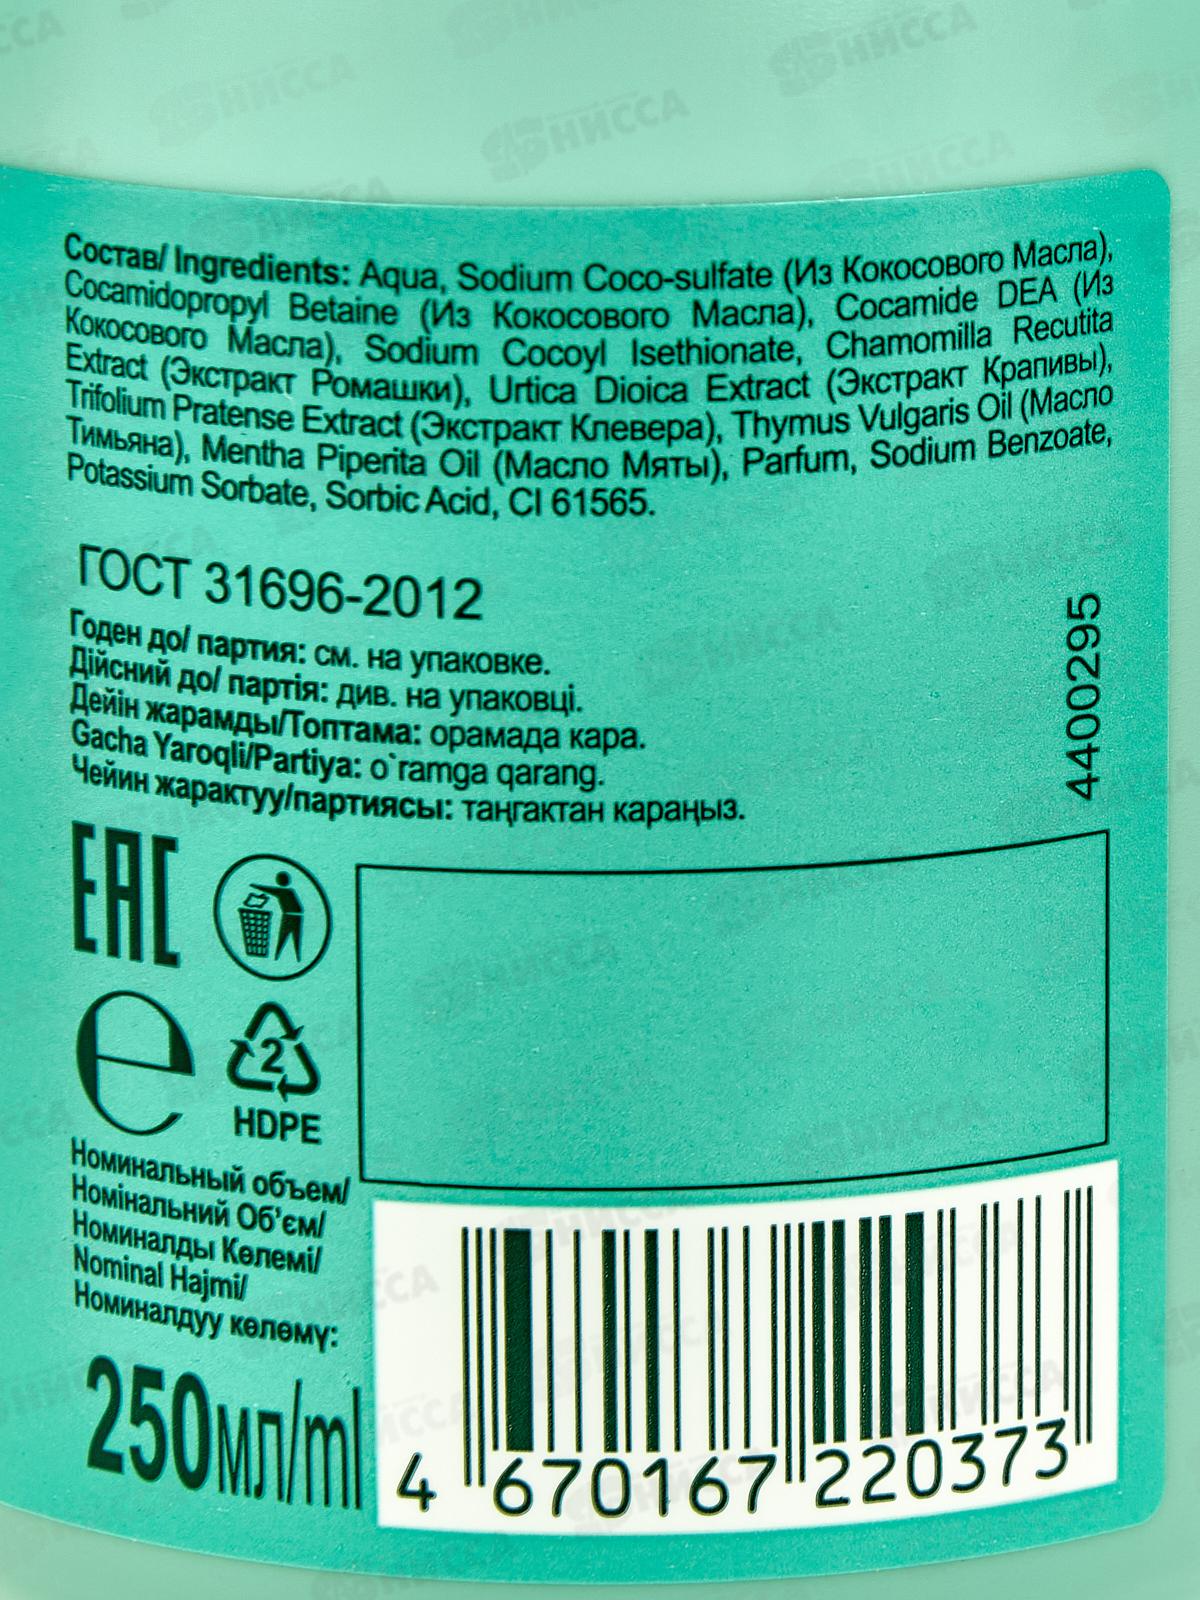 Состав/ Ingredients: Aqua, Sodium Coco-sulfate (Из Кокосового Масла),
Cocamidopropyl Betaine (Из Кокосового Масла), Cocamide DEA (Из
Кокосового Масла), Sodium Cocoyl Isethionate, Chamomilla Recutita
Extract (Экстракт Ромашки), Urtica Dioica Extract (Экстракт Крапивы),
Trifolium Pratense Extract (Экстракт Клевера), Thymus Vulgaris Oil (Масло
Тимьяна), Mentha Piperita Oil (Масло Мяты), Parfum, Sodium Benzoate,
Potassium Sorbate, Sorbic Acid, CI 61565.
ГОСТ 31696-2012
Годен до/ партия: см. на упаковке.
Дійсний до/ партія: див. на упаковці.
Дейін жарамды/Топтама: орамада кара.
Gacha Yaroqli/Partiya: o`ramga qarang.
Чейин жарактуу/партиясы: таңгактан караңыз.
4400295
EAC
2
HDPE
e
Номинальный объем/
Номінальний Об'єм/
Номиналды Көлемі/
Nominal Hajmi/
Номиналдуу көлөмү:
250мл/ml
4 670167 220373
НИССА